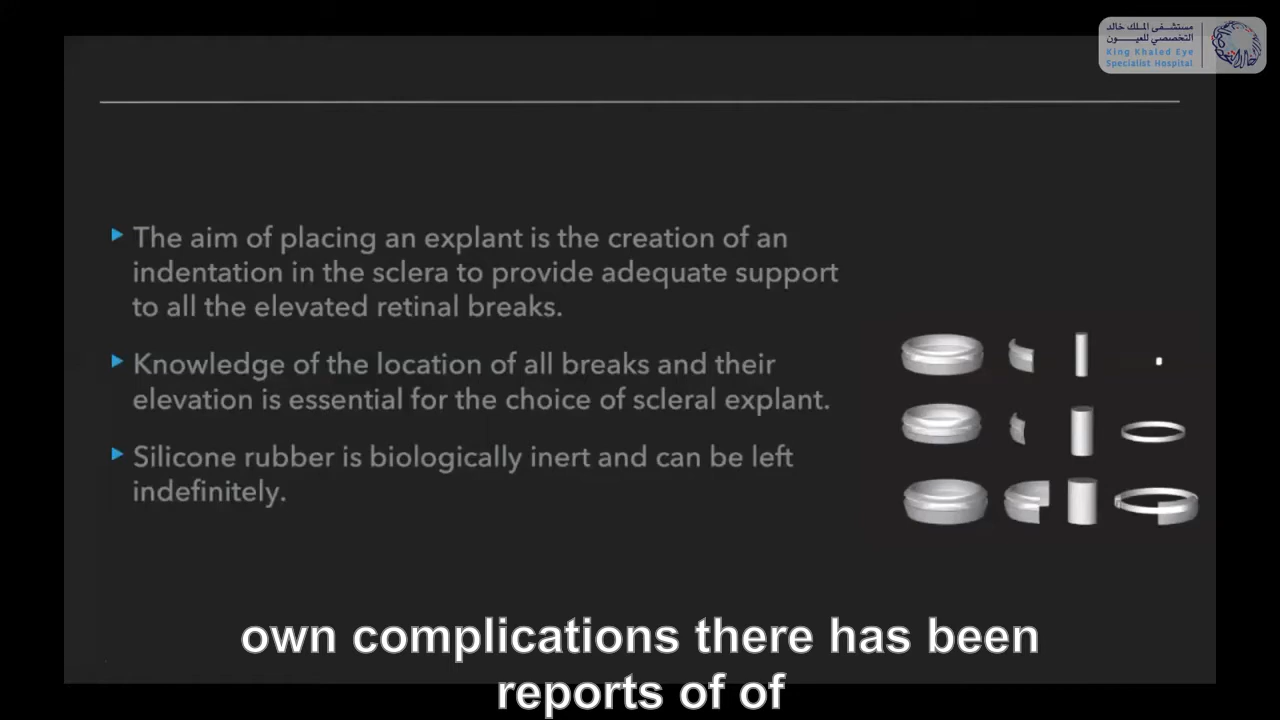 مستشفى الملك خالد
التخصصي للعيون
King Khaled Eye
Specialist Hospital
The aim of placing an explant is the creation of an
indentation in the sclera to provide adequate support
to all the elevated retinal breaks.
Knowledge of the location of all breaks and their
elevation is essential for the choice of scleral explant.
Silicone rubber is biologically inert and can be left
indefinitely.
own complications there has been
reports of of